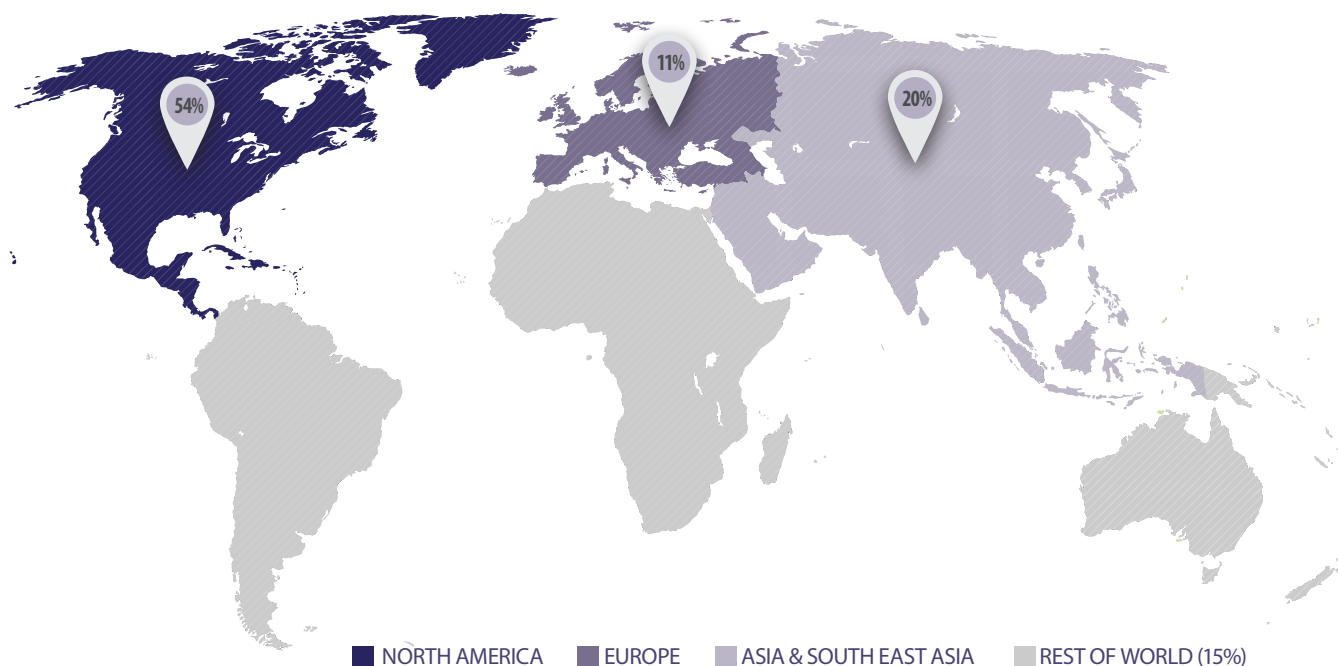 11%
54%
20%
NORTH AMERICA EUROPE ASIA & SOUTH EAST ASIA REST OF WORLD (15%)